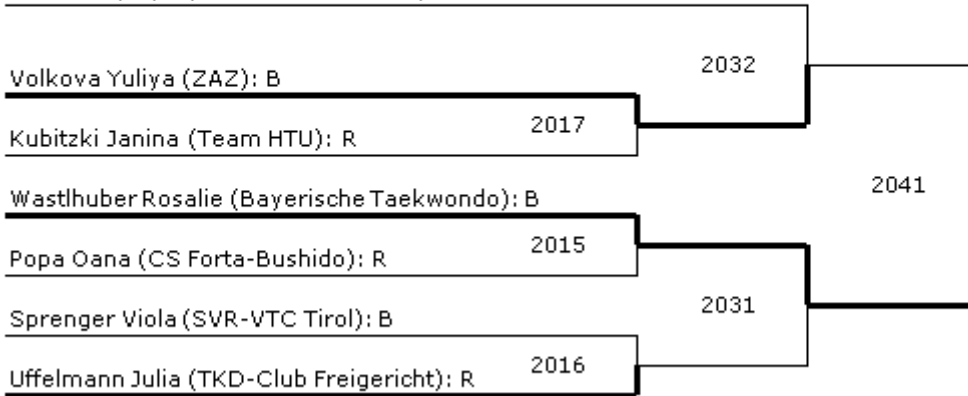 2032
Volkova Yuliya (ZAZ): B
2017
Kubitzki Janina (Team HTU): R
2041
Wastlhuber Rosalie (Bayerische Taekwondo): B
2015
Popa Oana (CS Forta-Bushido): R
2031
Sprenger Viola (SVR-VTC Tirol): B
2016
Uffelmann Julia (TKD-Club Freigericht): R